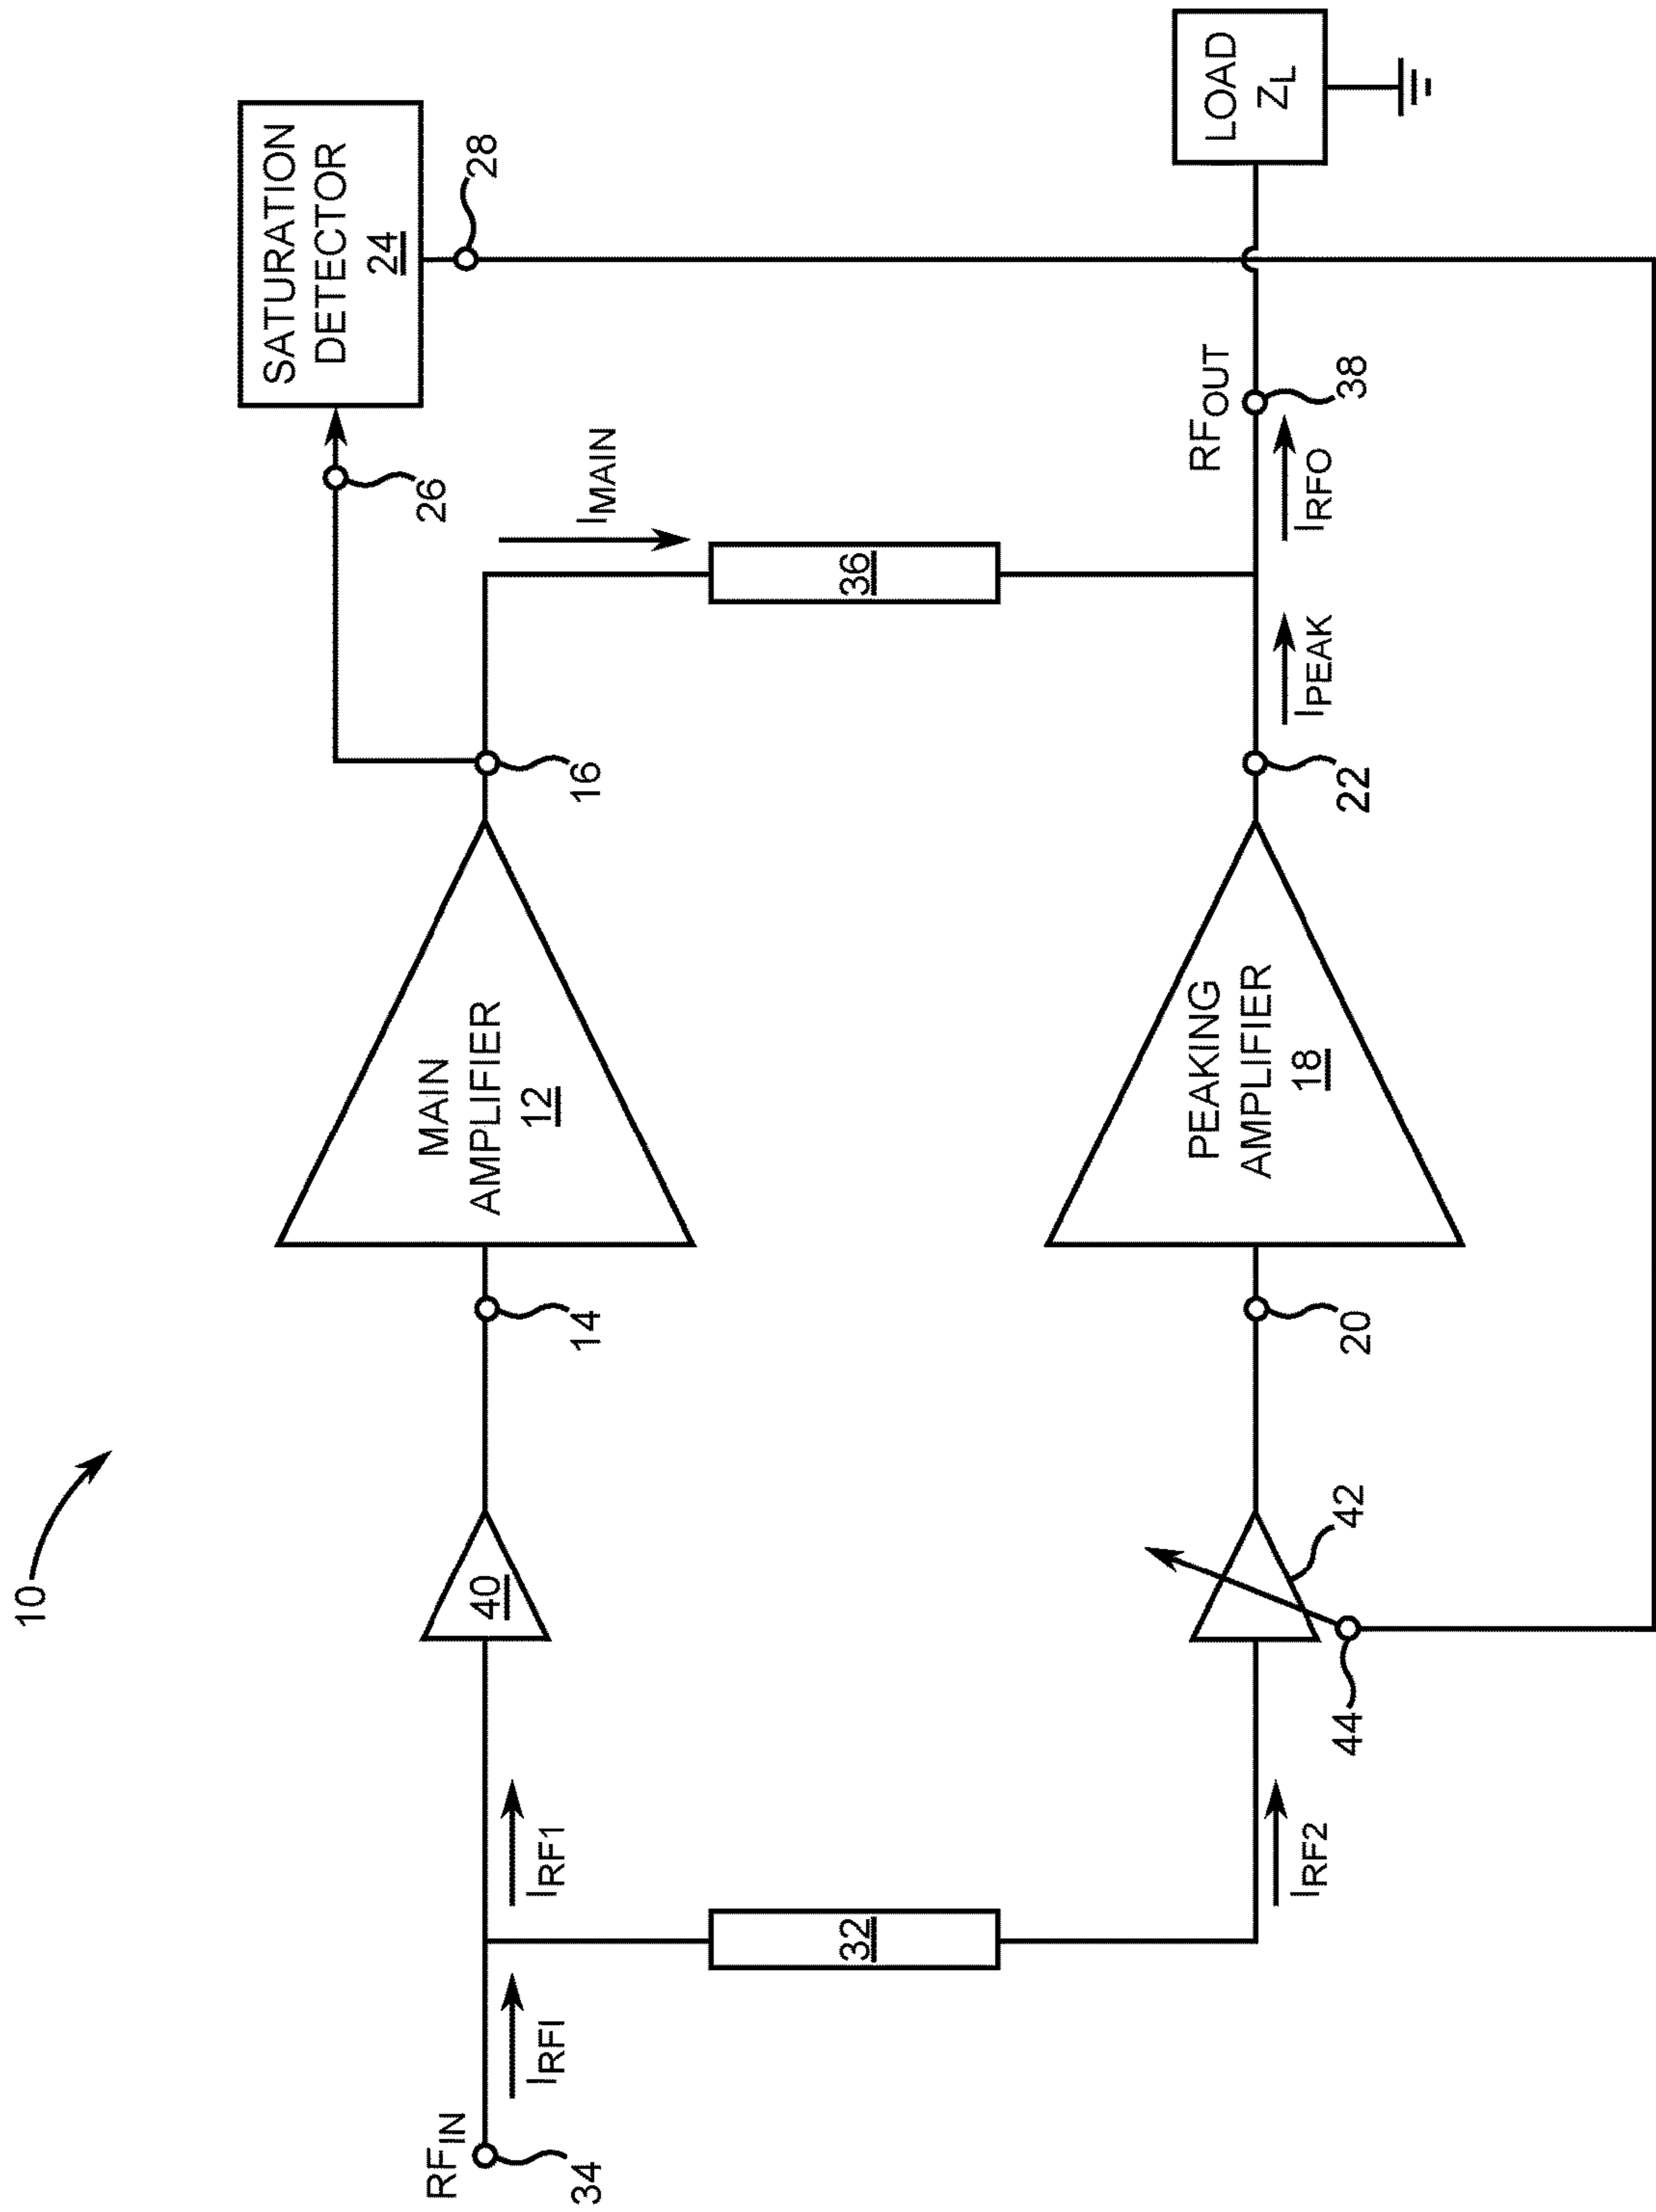 10
SATURATION
DETECTOR
24
26
28
I_MAIN
MAIN
AMPLIFIER
12
14
16
40
RF_IN
34
I_RFI
I_RF1
32
36
I_RF2
42
44
PEAKING
AMPLIFIER
18
20
22
I_PEAK
RF_OUT
I_RFO
38
LOAD
Z_L